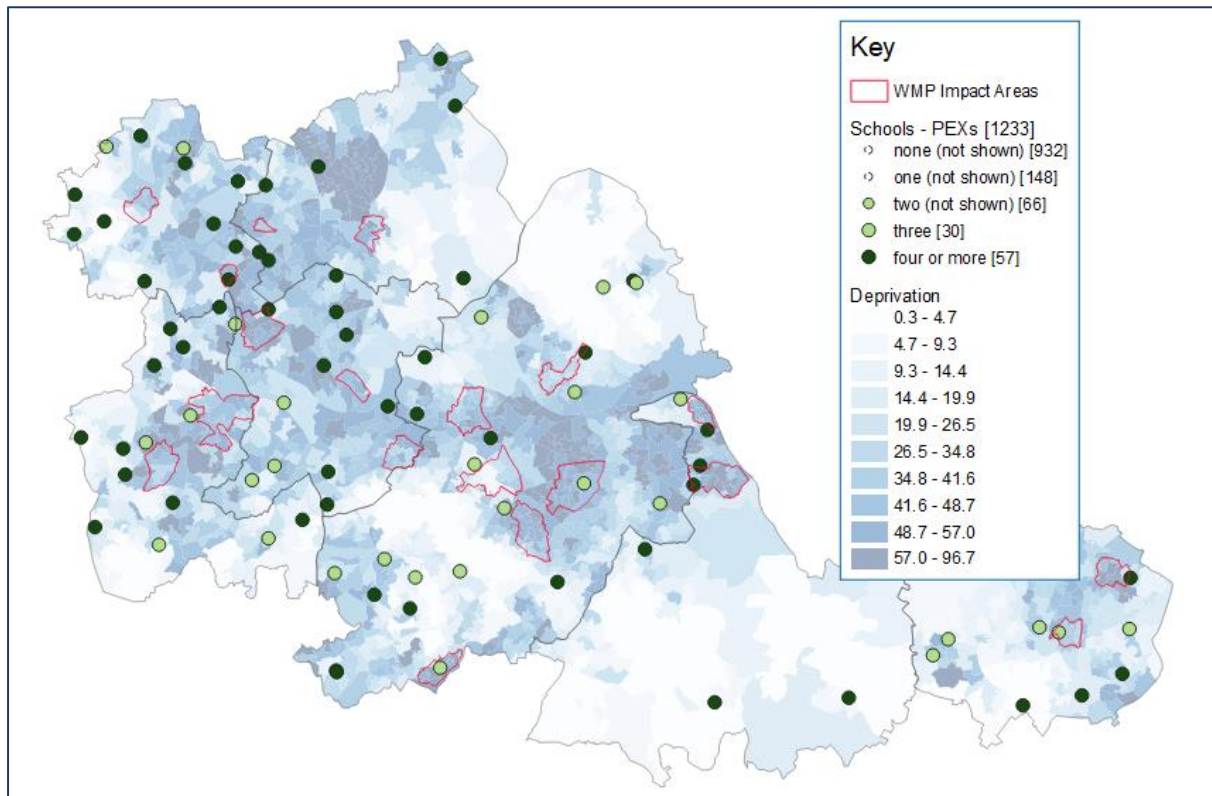 Key
WMP Impact Areas
Schools - PEXs [1233]
none (not shown) [932]
one (not shown) [148]
two (not shown) [66]
three [30]
four or more [57]
Deprivation
0.3 - 4.7
4.7 - 9.3
9.3 - 14.4
14.4 - 19.9
19.9 - 26.5
26.5 - 34.8
34.8 - 41.6
41.6 - 48.7
48.7 - 57.0
57.0 - 96.7